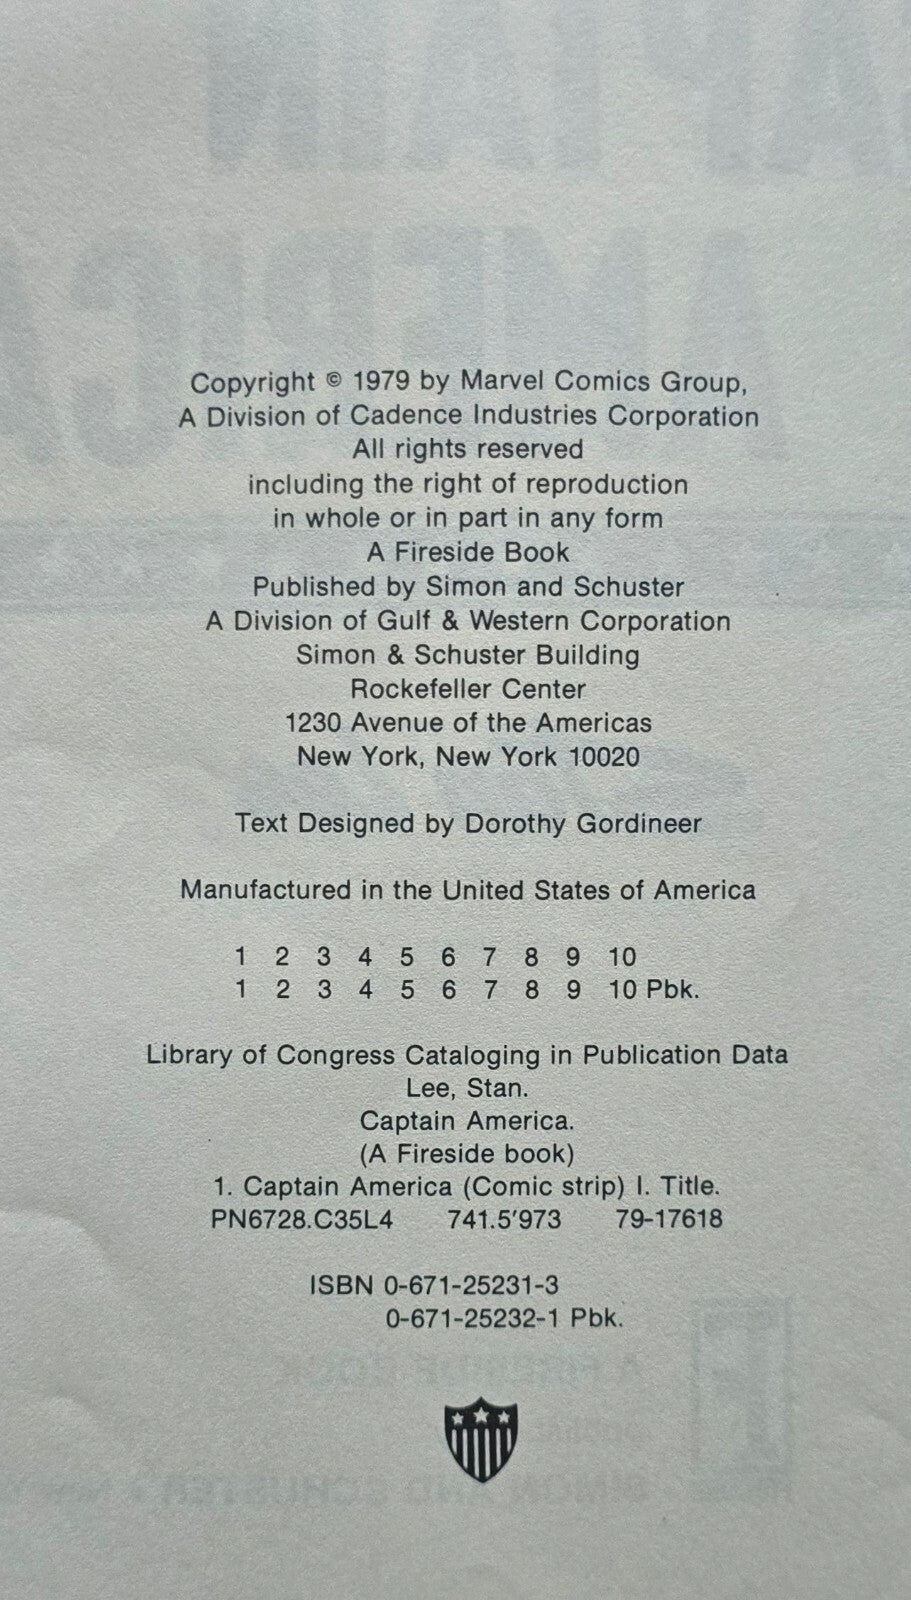 Copyright © 1979 by Marvel Comics Group,
A Division of Cadence Industries Corporation
All rights reserved
including the right of reproduction
in whole or in part in any form
A Fireside Book
Published by Simon and Schuster
A Division of Gulf & Western Corporation
Simon & Schuster Building
Rockefeller Center
1230 Avenue of the Americas
New York, New York 10020
Text Designed by Dorothy Gordineer
Manufactured in the United States of America
1 2 3 4 5 6 7 8 9 10
1 2 3 4 5 6 7 8 9 10 Pbk.
Library of Congress Cataloging in Publication Data
Lee, Stan.
Captain America.
(A Fireside book)
1. Captain America (Comic strip) I. Title.
PN6728.C35L4 741.5'973 79-17618
ISBN 0-671-25231-3
0-671-25232-1 Pbk.